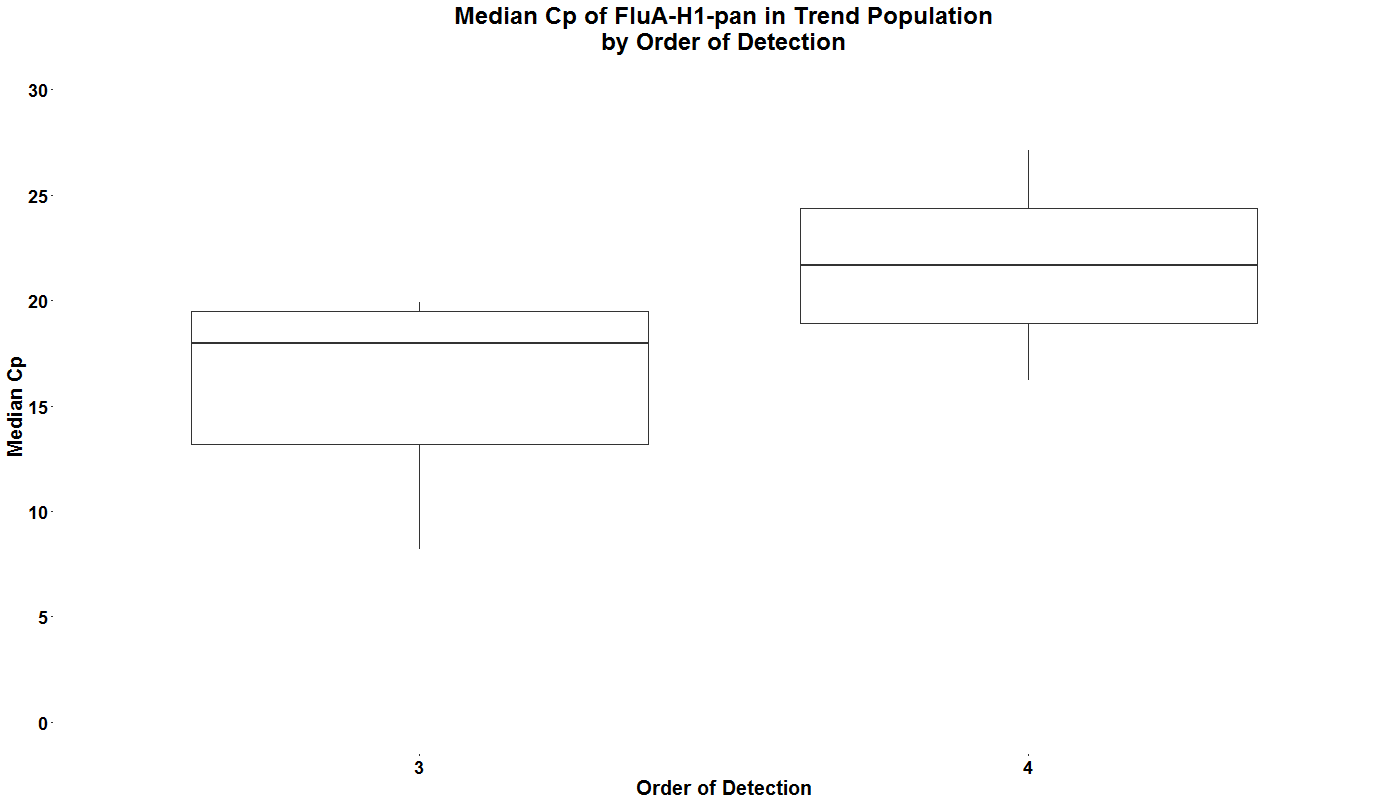 Median Cp of FluA-H1-pan in Trend Population
by Order of Detection
30
25
20
15
10
5
0
Median Cp
3
4
Order of Detection